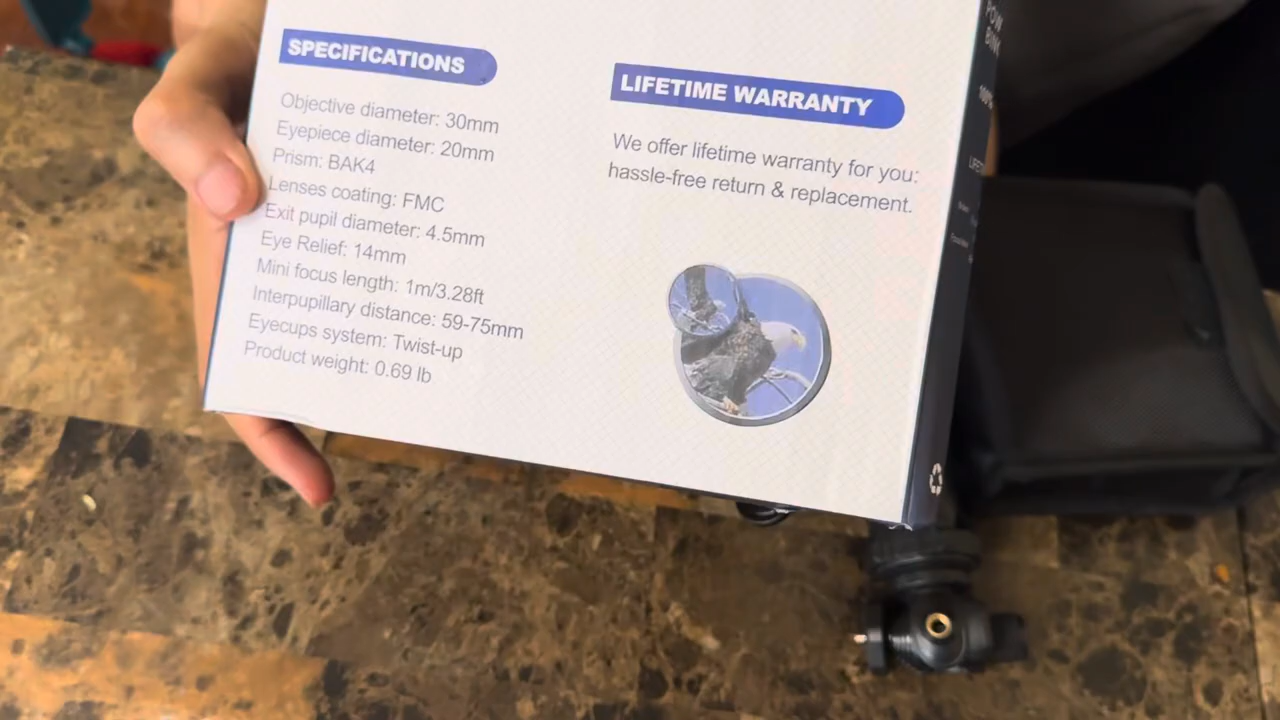 SPECIFICATIONS
Objective diameter: 30mm
Eyepiece diameter: 20mm
Prism: BAK4
Lenses coating: FMC
Exit pupil diameter: 4.5mm
Eye Relief: 14mm
Mini focus length: 1m/3.28ft
Interpupillary distance: 59-75mm
Eyecups system: Twist-up
Product weight: 0.69 lb
LIFETIME WARRANTY
We offer lifetime warranty for you:
hassle-free return & replacement.